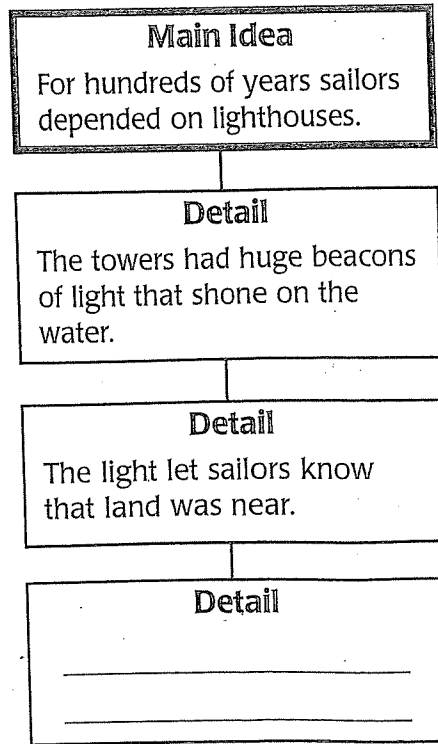 Main Idea
For hundreds of years sailors
depended on lighthouses.
Detail
The towers had huge beacons
of light that shone on the
water.
Detail
The light let sailors know
that land was near.
Detail